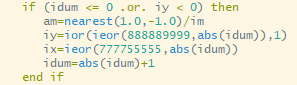 if (idum <= 0 .or. iy < 0) then
am=nearest(1.0,-1.0)/im
iy=ior(ieor(888889999,abs(idum)),1)
ix=ieor(777755555,abs(idum))
idum=abs(idum)+1
end if